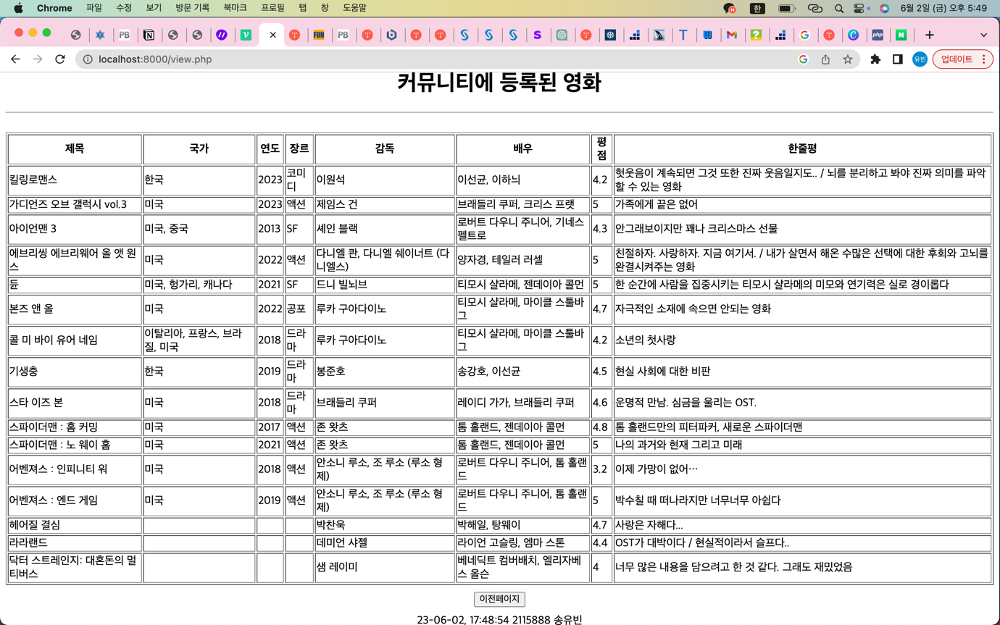 Chrome 파일 수정 보기 방문 기록 북마크 프로필 탭 창 도움말 한 6월 2일 (금) 오후 5:49
localhost:8000/view.php 유빈 업데이트
커뮤니티에 등록된 영화
제목 국가 연도 장르 감독 배우 평점 한줄평
킬링로맨스 한국 2023 코미디 이원석 이선균, 이하늬 4.2 헛웃음이 계속되면 그것 또한 진짜 웃음일지도.. / 뇌를 분리하고 봐야 진짜 의미를 파악할 수 있는 영화
가디언즈 오브 갤럭시 vol.3 미국 2023 액션 제임스 건 브래들리 쿠퍼, 크리스 프랫 5 가족에게 끝은 없어
아이언맨 3 미국, 중국 2013 SF 셰인 블랙 로버트 다우니 주니어, 기네스 펠트로 4.3 안그래보이지만 꽤나 크리스마스 선물
에브리씽 에브리웨어 올 앳 원스 미국 2022 액션 다니엘 콴, 다니엘 쉐이너트 (다니엘스) 양자경, 테일러 러셀 5 친절하자. 사랑하자. 지금 여기서. / 내가 살면서 해온 수많은 선택에 대한 후회와 고뇌를 완결시켜주는 영화
듄 미국, 헝가리, 캐나다 2021 SF 드니 빌뇌브 티모시 샬라메, 젠데이아 콜먼 5 한 순간에 사람을 집중시키는 티모시 샬라메의 미모와 연기력은 실로 경이롭다
본즈 앤 올 미국 2022 공포 루카 구아다이노 티모시 샬라메, 마이클 스툴바그 4.7 자극적인 소재에 속으면 안되는 영화
콜 미 바이 유어 네임 이탈리아, 프랑스, 브라질, 미국 2018 드라마 루카 구아다이노 티모시 샬라메, 마이클 스툴바그 4.2 소년의 첫사랑
기생충 한국 2019 드라마 봉준호 송강호, 이선균 4.5 현실 사회에 대한 비판
스타 이즈 본 미국 2018 드라마 브래들리 쿠퍼 레이디 가가, 브래들리 쿠퍼 4.6 운명적 만남. 심금을 울리는 OST.
스파이더맨 : 홈 커밍 미국 2017 액션 존 왓츠 톰 홀랜드, 젠데이아 콜먼 4.8 톰 홀랜드만의 피터파커, 새로운 스파이더맨
스파이더맨 : 노 웨이 홈 미국 2021 액션 존 왓츠 톰 홀랜드, 젠데이아 콜먼 5 나의 과거와 현재 그리고 미래
어벤져스 : 인피니티 워 미국 2018 액션 안소니 루소, 조 루소 (루소 형제) 로버트 다우니 주니어, 톰 홀랜드 3.2 이제 가망이 없어…
어벤져스 : 엔드 게임 미국 2019 액션 안소니 루소, 조 루소 (루소 형제) 로버트 다우니 주니어, 톰 홀랜드 5 박수칠 때 떠나라지만 너무너무 아쉽다
헤어질 결심 박찬욱 박해일, 탕웨이 4.7 사랑은 자해다...
라라랜드 데미언 샤젤 라이언 고슬링, 엠마 스톤 4.4 OST가 대박이다 / 현실적이라서 슬프다..
닥터 스트레인지: 대혼돈의 멀티버스 샘 레이미 베네딕트 컴버배치, 엘리자베스 올슨 4 너무 많은 내용을 담으려고 한 것 같다. 그래도 재밌었음
이전페이지
23-06-02, 17:48:54 2115888 송유빈